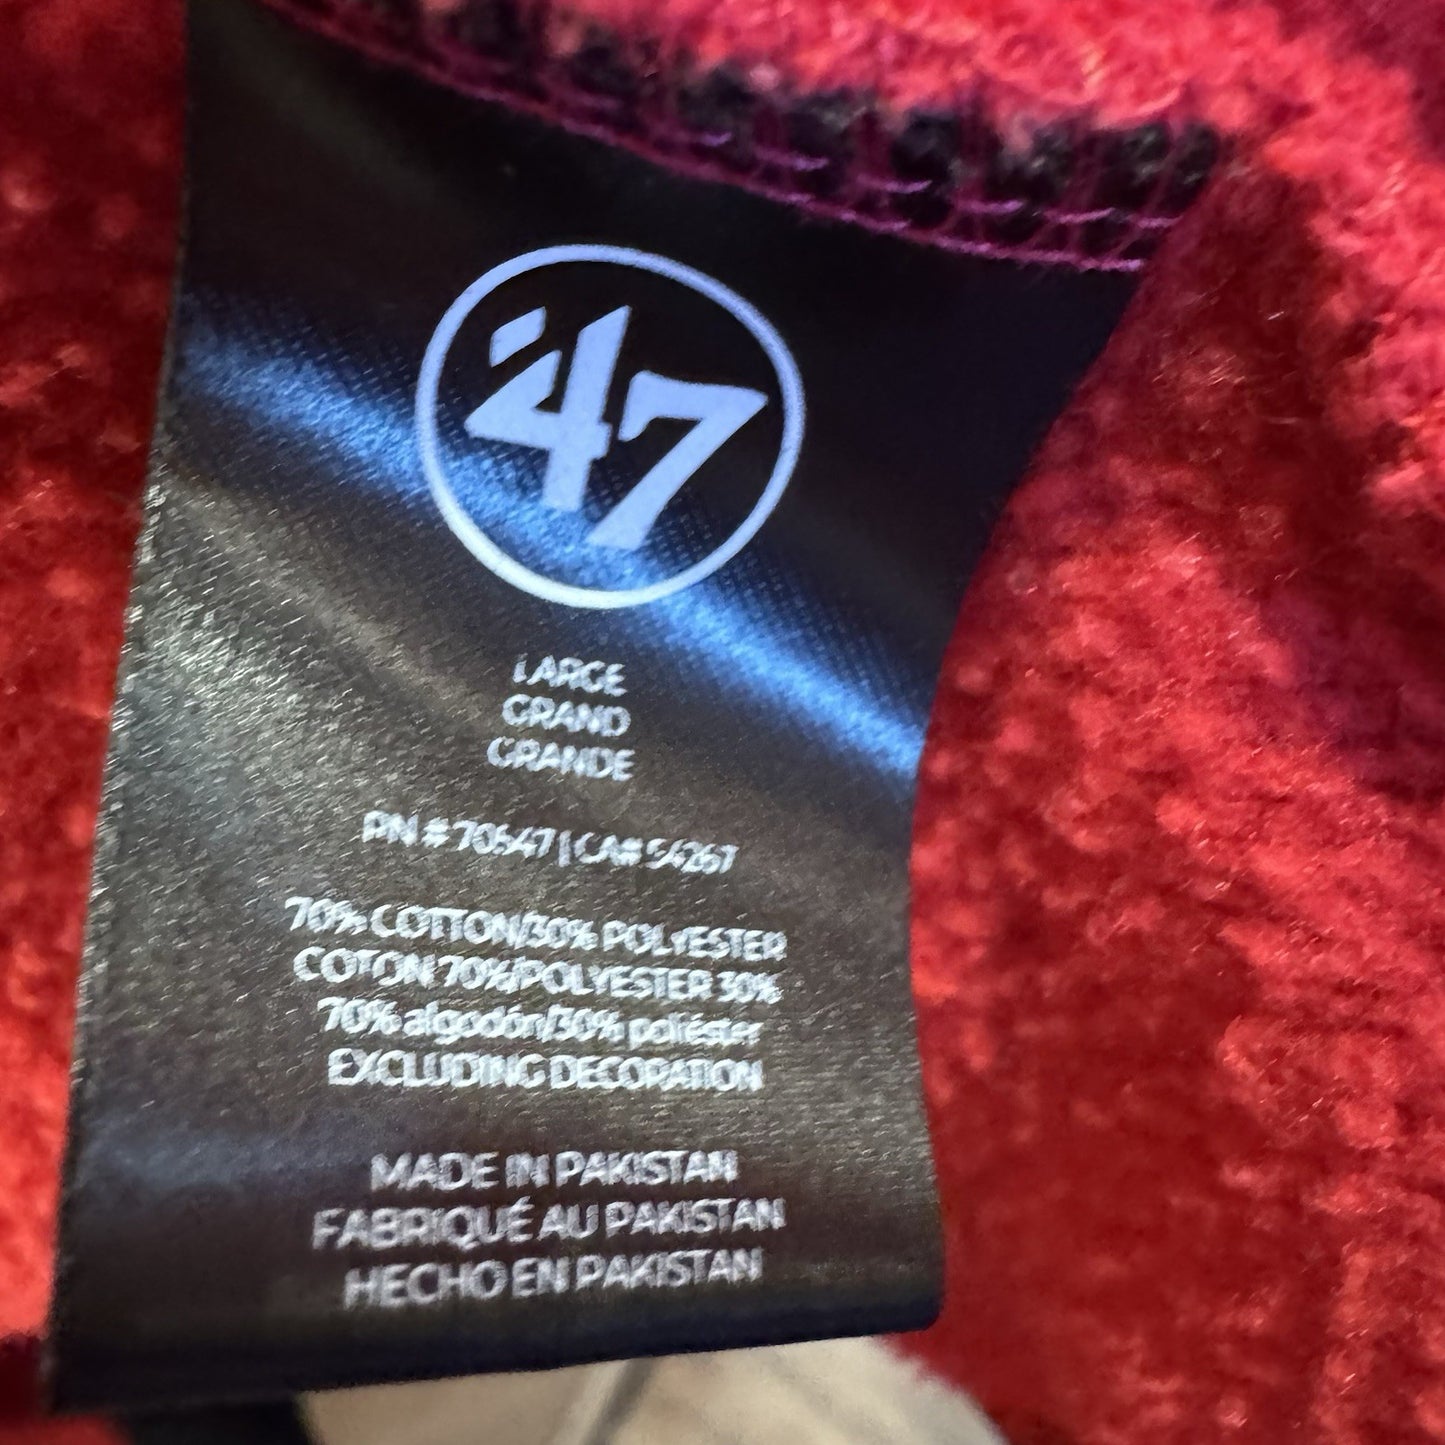 '47
LARGE
GRAND
GRANDE
RN # 70547 | CA# 54267
70% COTTON/30% POLYESTER
COTON 70%/POLYESTER 30%
70% algodón/30% poliéster
EXCLUDING DECORATION
MADE IN PAKISTAN
FABRIQUÉ AU PAKISTAN
HECHO EN PAKISTAN